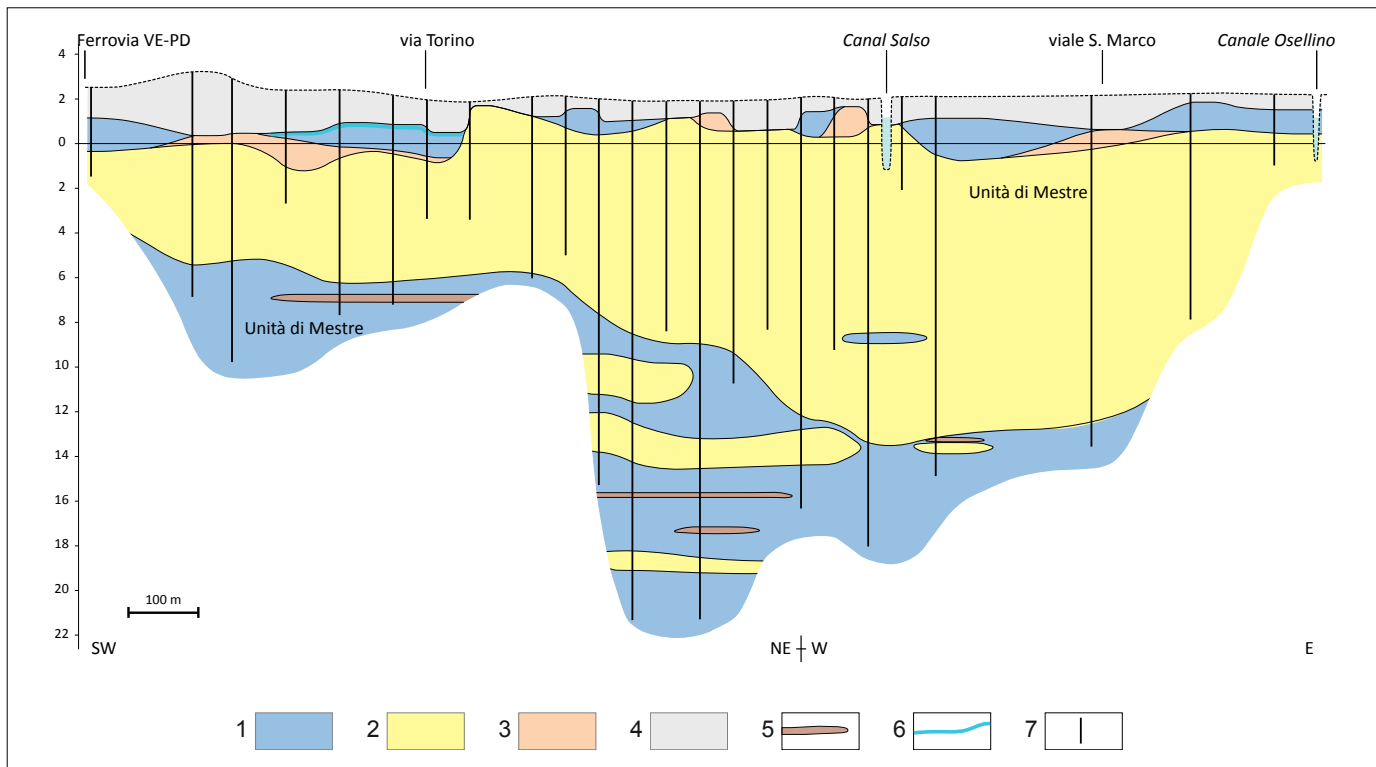 Ferrovia VE-PD
via Torino
Canal Salso
viale S. Marco
Canale Osellino
4
2
0
2
4
6
8
10
12
14
16
18
20
22
Unità di Mestre
Unità di Mestre
100 m
SW
NE
W
E
1
2
3
4
5
6
7